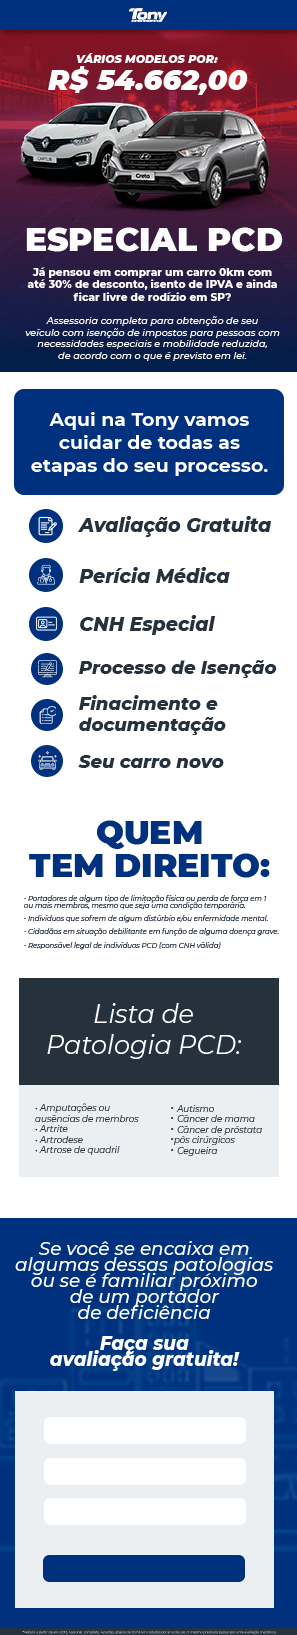 Tony
VÁRIOS MODELOS POR:
R$ 54.662,00
CAPTUR
Creta
ESPECIAL PCD
Já pensou em comprar um carro 0km com
até 30% de desconto, isento de IPVA e ainda
ficar livre de rodízio em SP?
Assessoria completa para obtenção de seu
veículo com isenção de impostos para pessoas com
necessidades especiais e mobilidade reduzida,
de acordo com o que é previsto em lei.
Aqui na Tony vamos
cuidar de todas as
etapas do seu processo.
Avaliação Gratuita
Perícia Médica
CNH Especial
Processo de Isenção
Finacimento e
documentação
Seu carro novo
QUEM
TEM DIREITO:
• Portadores de algum tipo de limitação física ou perda de força em 1
ou mais membros, mesmo que seja uma condição temporária.
• Indivíduos que sofrem de algum distúrbio e/ou enfermidade mental.
• Cidadãos em situação debilitante em função de alguma doença grave.
• Responsável legal de indivíduos PCD (com CNH válida)
Lista de
Patologia PCD:
• Amputações ou
ausências de membros
• Artrite
• Artrodese
• Artrose de quadril
• Autismo
• Câncer de mama
• Câncer de próstata
•pós cirúrgicos
• Cegueira
Se você se encaixa em
algumas dessas patologias
ou se é familiar próximo
de um portador
de deficiência
Faça sua
avaliação gratuita!